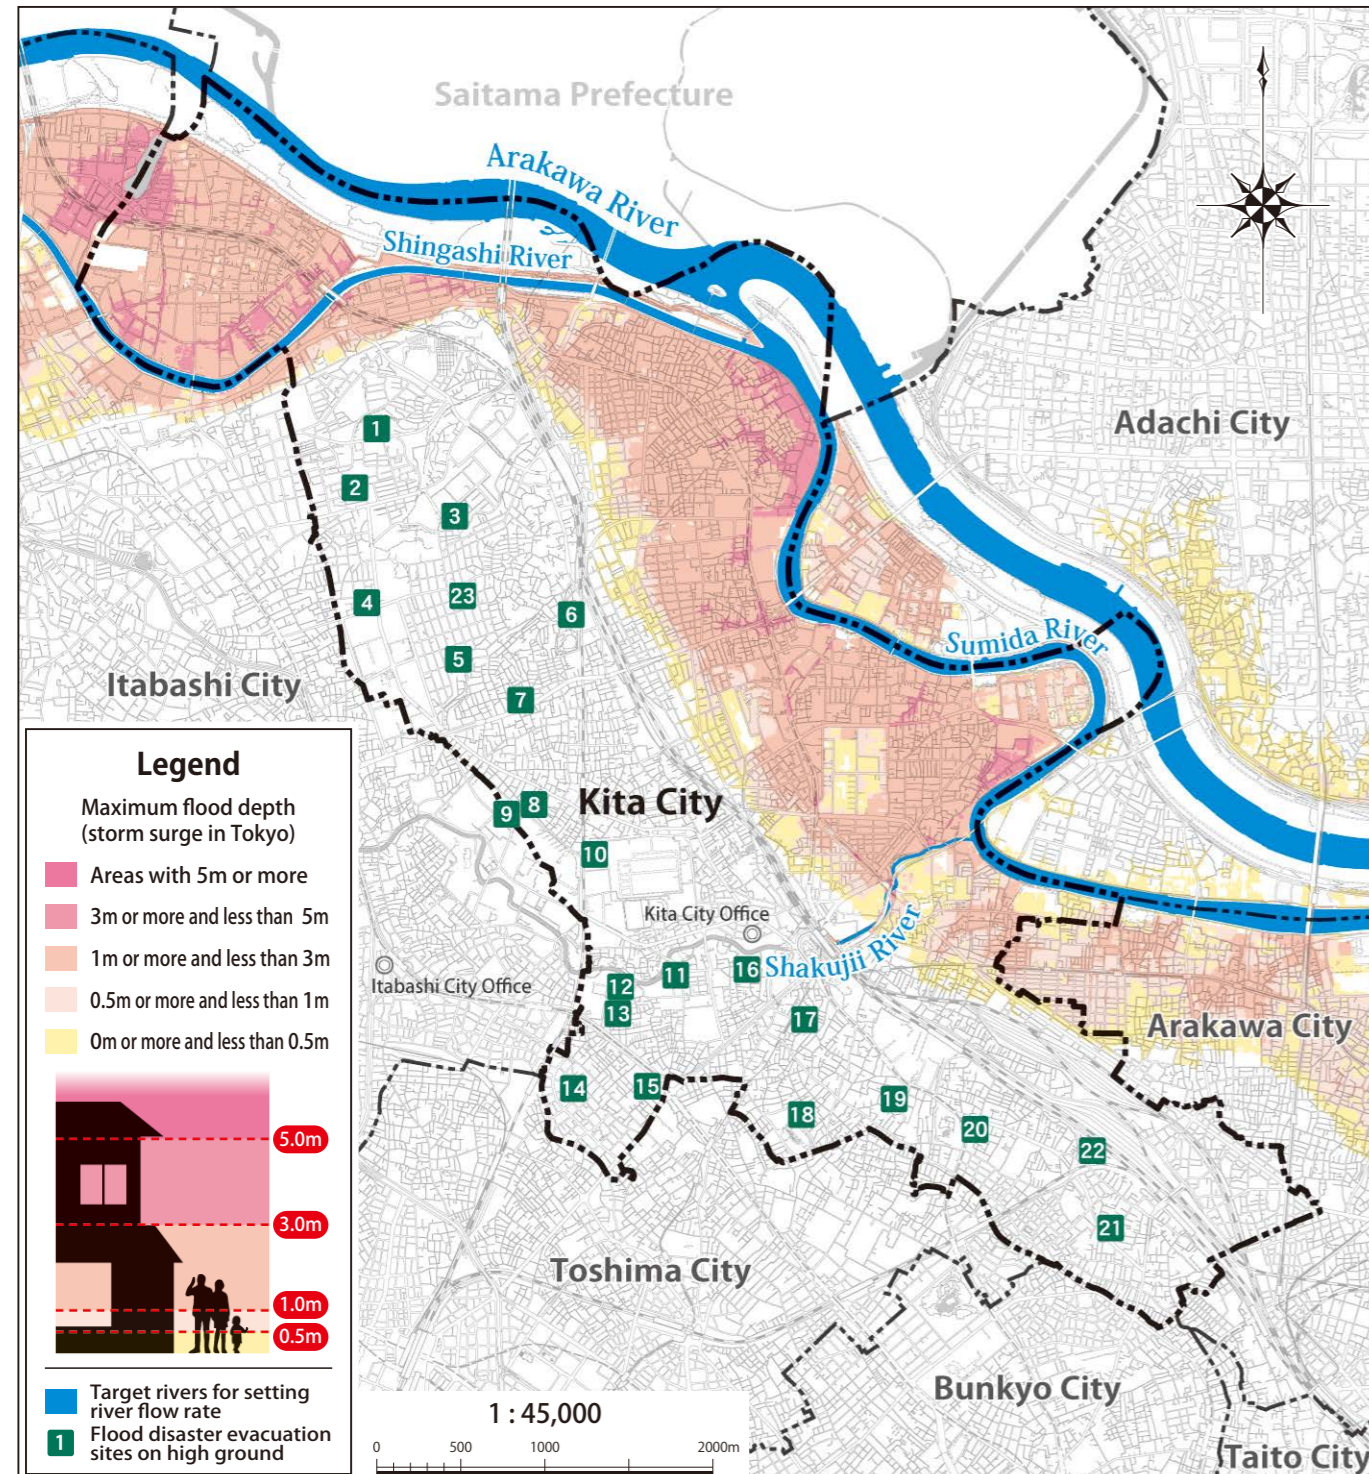 Saitama Prefecture
Arakawa River
Shingashi River
Adachi City
1
2
3
4
23
6
5
7
Sumida River
Itabashi City
Legend
Maximum flood depth
(storm surge in Tokyo)
Areas with 5m or more
3m or more and less than 5m
1m or more and less than 3m
0.5m or more and less than 1m
0m or more and less than 0.5m
5.0m
3.0m
1.0m
0.5m
Target rivers for setting
river flow rate
1
Flood disaster evacuation
sites on high ground
Kita City
9
8
10
Kita City Office
Shakujii River
Itabashi City Office
11
16
12
13
17
Arakawa City
14
15
18
19
20
22
21
Toshima City
Bunkyo City
Taito City
1 : 45,000
0
500
1000
2000m